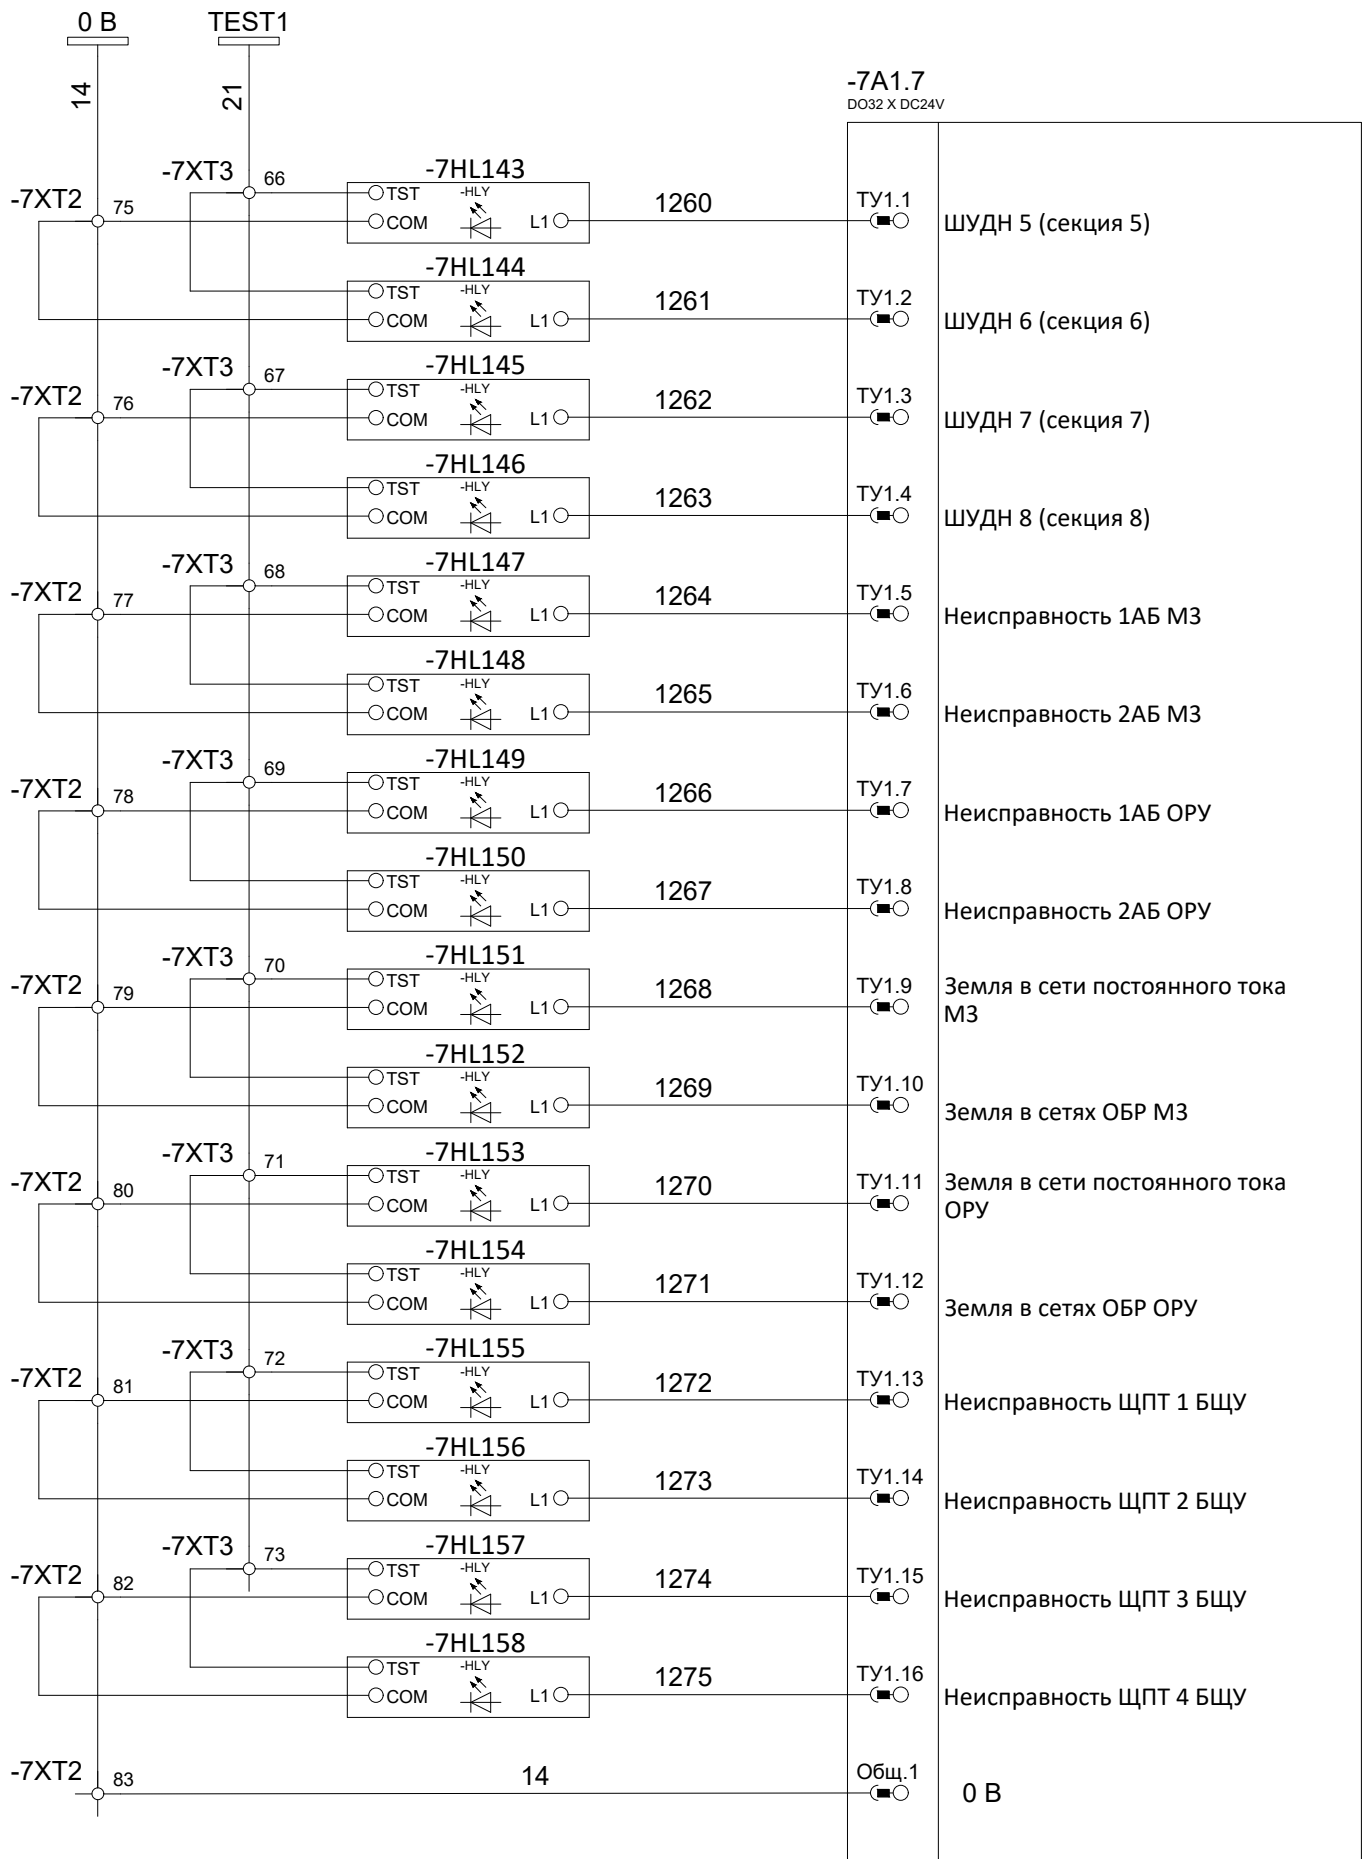 0 В
TEST1
14
21
-7A1.7
DO32 X DC24V
-7XT3
66
-7HL143
TST
-HLY
-7XT2
75
COM
L1
1260
ТУ1.1
ШУДН 5 (секция 5)
-7HL144
TST
-HLY
COM
L1
1261
ТУ1.2
ШУДН 6 (секция 6)
-7XT3
67
-7HL145
TST
-HLY
-7XT2
76
COM
L1
1262
ТУ1.3
ШУДН 7 (секция 7)
-7HL146
TST
-HLY
COM
L1
1263
ТУ1.4
ШУДН 8 (секция 8)
-7XT3
68
-7HL147
TST
-HLY
-7XT2
77
COM
L1
1264
ТУ1.5
Неисправность 1АБ МЗ
-7HL148
TST
-HLY
COM
L1
1265
ТУ1.6
Неисправность 2АБ МЗ
-7XT3
69
-7HL149
TST
-HLY
-7XT2
78
COM
L1
1266
ТУ1.7
Неисправность 1АБ ОРУ
-7HL150
TST
-HLY
COM
L1
1267
ТУ1.8
Неисправность 2АБ ОРУ
-7XT3
70
-7HL151
TST
-HLY
-7XT2
79
COM
L1
1268
ТУ1.9
Земля в сети постоянного тока
МЗ
-7HL152
TST
-HLY
COM
L1
1269
ТУ1.10
Земля в сетях ОБР МЗ
-7XT3
71
-7HL153
TST
-HLY
-7XT2
80
COM
L1
1270
ТУ1.11
Земля в сети постоянного тока
ОРУ
-7HL154
TST
-HLY
COM
L1
1271
ТУ1.12
Земля в сетях ОБР ОРУ
-7XT3
72
-7HL155
TST
-HLY
-7XT2
81
COM
L1
1272
ТУ1.13
Неисправность ЩПТ 1 БЩУ
-7HL156
TST
-HLY
COM
L1
1273
ТУ1.14
Неисправность ЩПТ 2 БЩУ
-7XT3
73
-7HL157
TST
-HLY
-7XT2
82
COM
L1
1274
ТУ1.15
Неисправность ЩПТ 3 БЩУ
-7HL158
TST
-HLY
COM
L1
1275
ТУ1.16
Неисправность ЩПТ 4 БЩУ
-7XT2
83
14
Общ.1
0 В